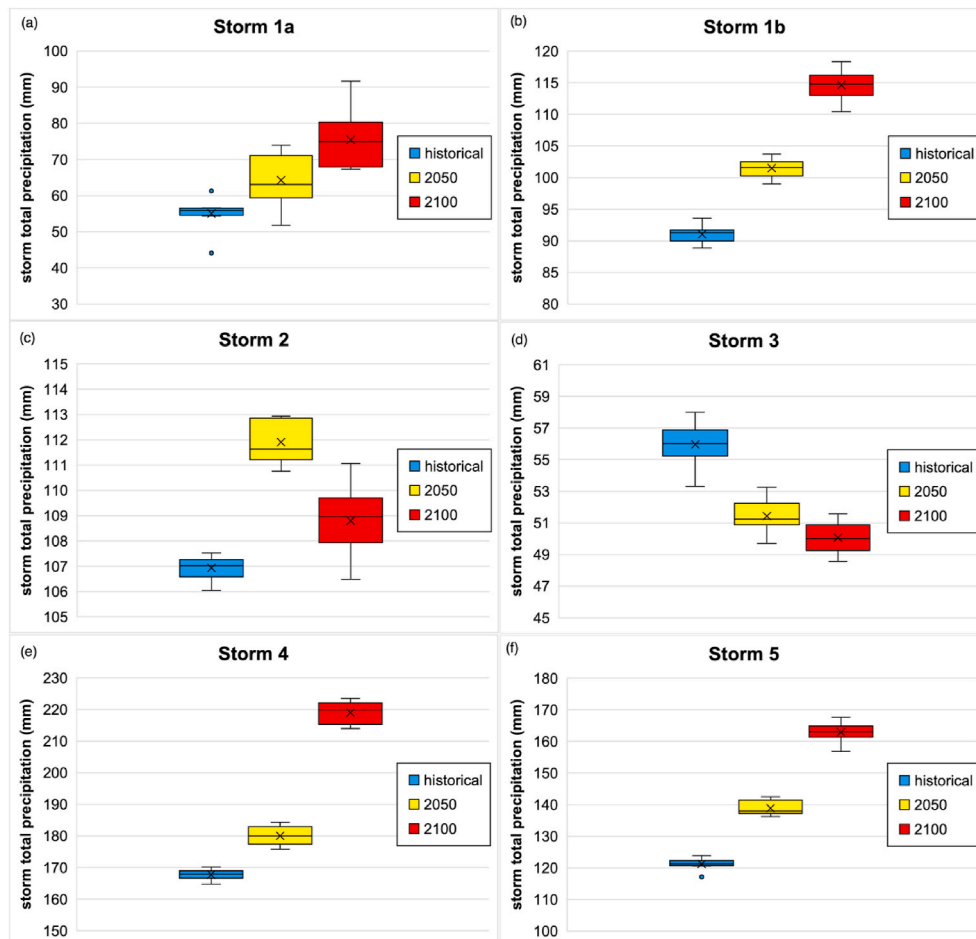 (a)
Storm 1a
storm total precipitation (mm)
100
90
80
70
60
50
40
30
historical
2050
2100
(b)
Storm 1b
storm total precipitation (mm)
120
115
110
105
100
95
90
85
80
historical
2050
2100
(c)
Storm 2
storm total precipitation (mm)
115
114
113
112
111
110
109
108
107
106
105
historical
2050
2100
(d)
Storm 3
storm total precipitation (mm)
61
59
57
55
53
51
49
47
45
historical
2050
2100
(e)
Storm 4
storm total precipitation (mm)
230
220
210
200
190
180
170
160
150
historical
2050
2100
(f)
Storm 5
storm total precipitation (mm)
180
170
160
150
140
130
120
110
100
historical
2050
2100